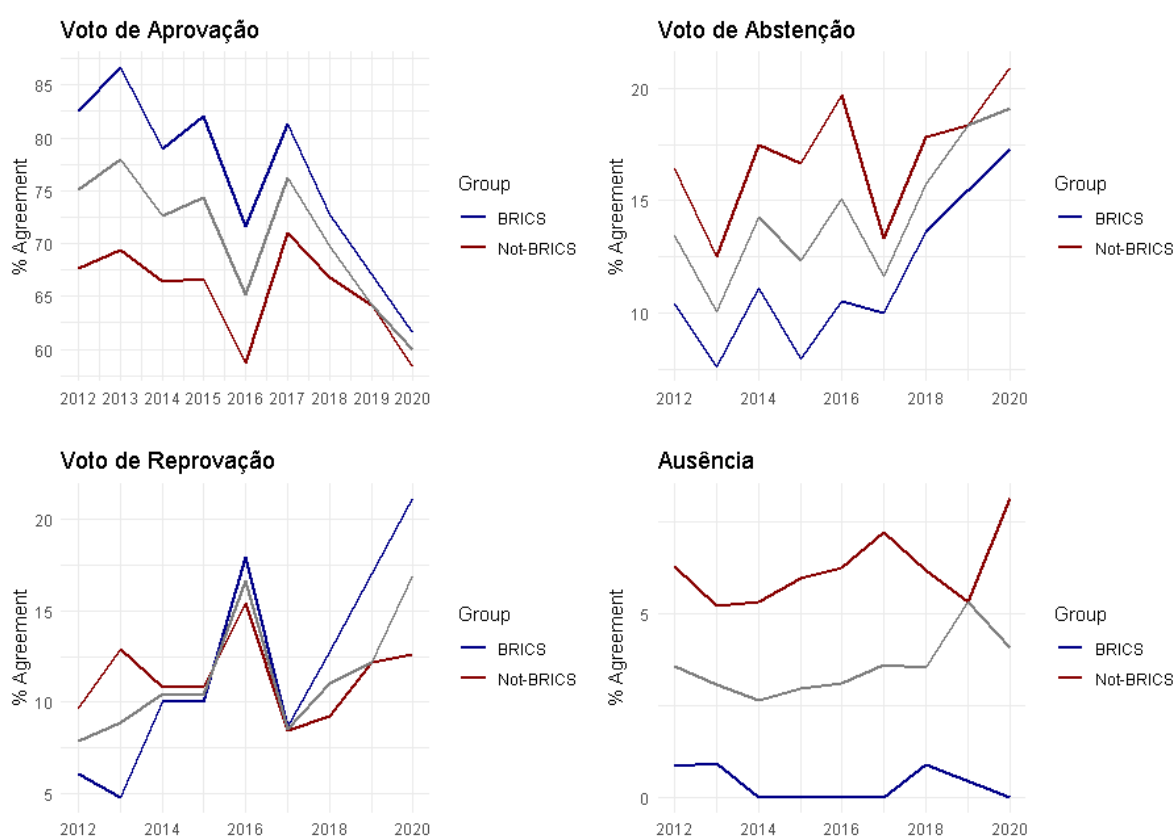 Voto de Aprovação
% Agreement
85
80
75
70
65
60
2012 2013 2014 2015 2016 2017 2018 2019 2020
Group
BRICS
Not-BRICS
Voto de Abstenção
% Agreement
20
15
10
2012 2014 2016 2018 2020
Group
BRICS
Not-BRICS
Voto de Reprovação
% Agreement
20
15
10
5
2012 2014 2016 2018 2020
Group
BRICS
Not-BRICS
Ausência
% Agreement
5
0
2012 2014 2016 2018 2020
Group
BRICS
Not-BRICS